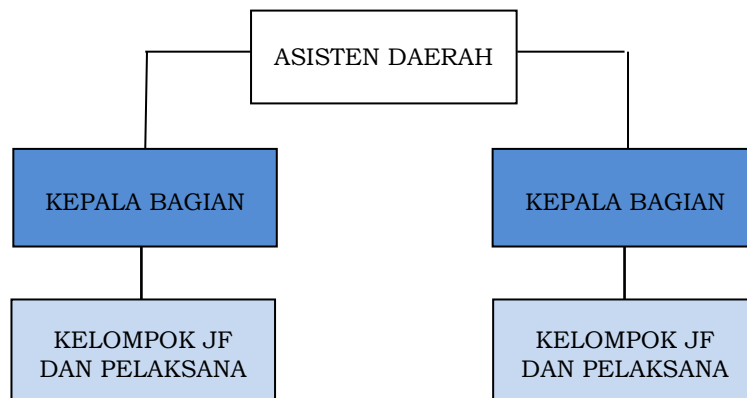 ASISTEN DAERAH
KEPALA BAGIAN
KEPALA BAGIAN
KELOMPOK JF
DAN PELAKSANA
KELOMPOK JF
DAN PELAKSANA